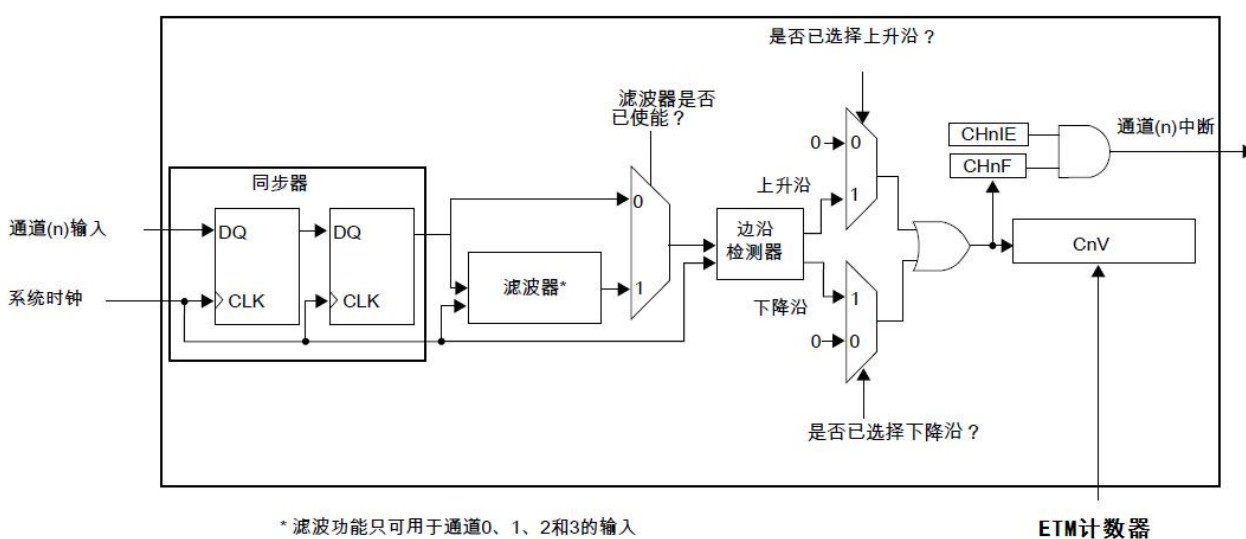 是否已选择上升沿？
滤波器是否
已使能？
0
0
1
CHnIE
CHnF
通道(n)中断
同步器
通道(n)输入
DQ
DQ
系统时钟
CLK
CLK
滤波器*
0
1
边沿
检测器
上升沿
下降沿
1
0
0
CnV
是否已选择下降沿？
* 滤波功能只可用于通道0、1、2和3的输入
ETM计数器